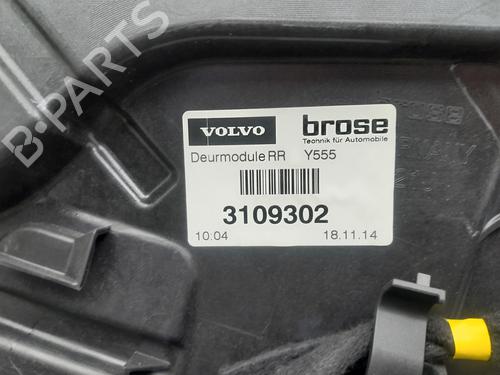 VOLVO
brose
Technik für Automobile
Deurmodule RR Y555
3109302
10:04 18.11.14
B-PARTS